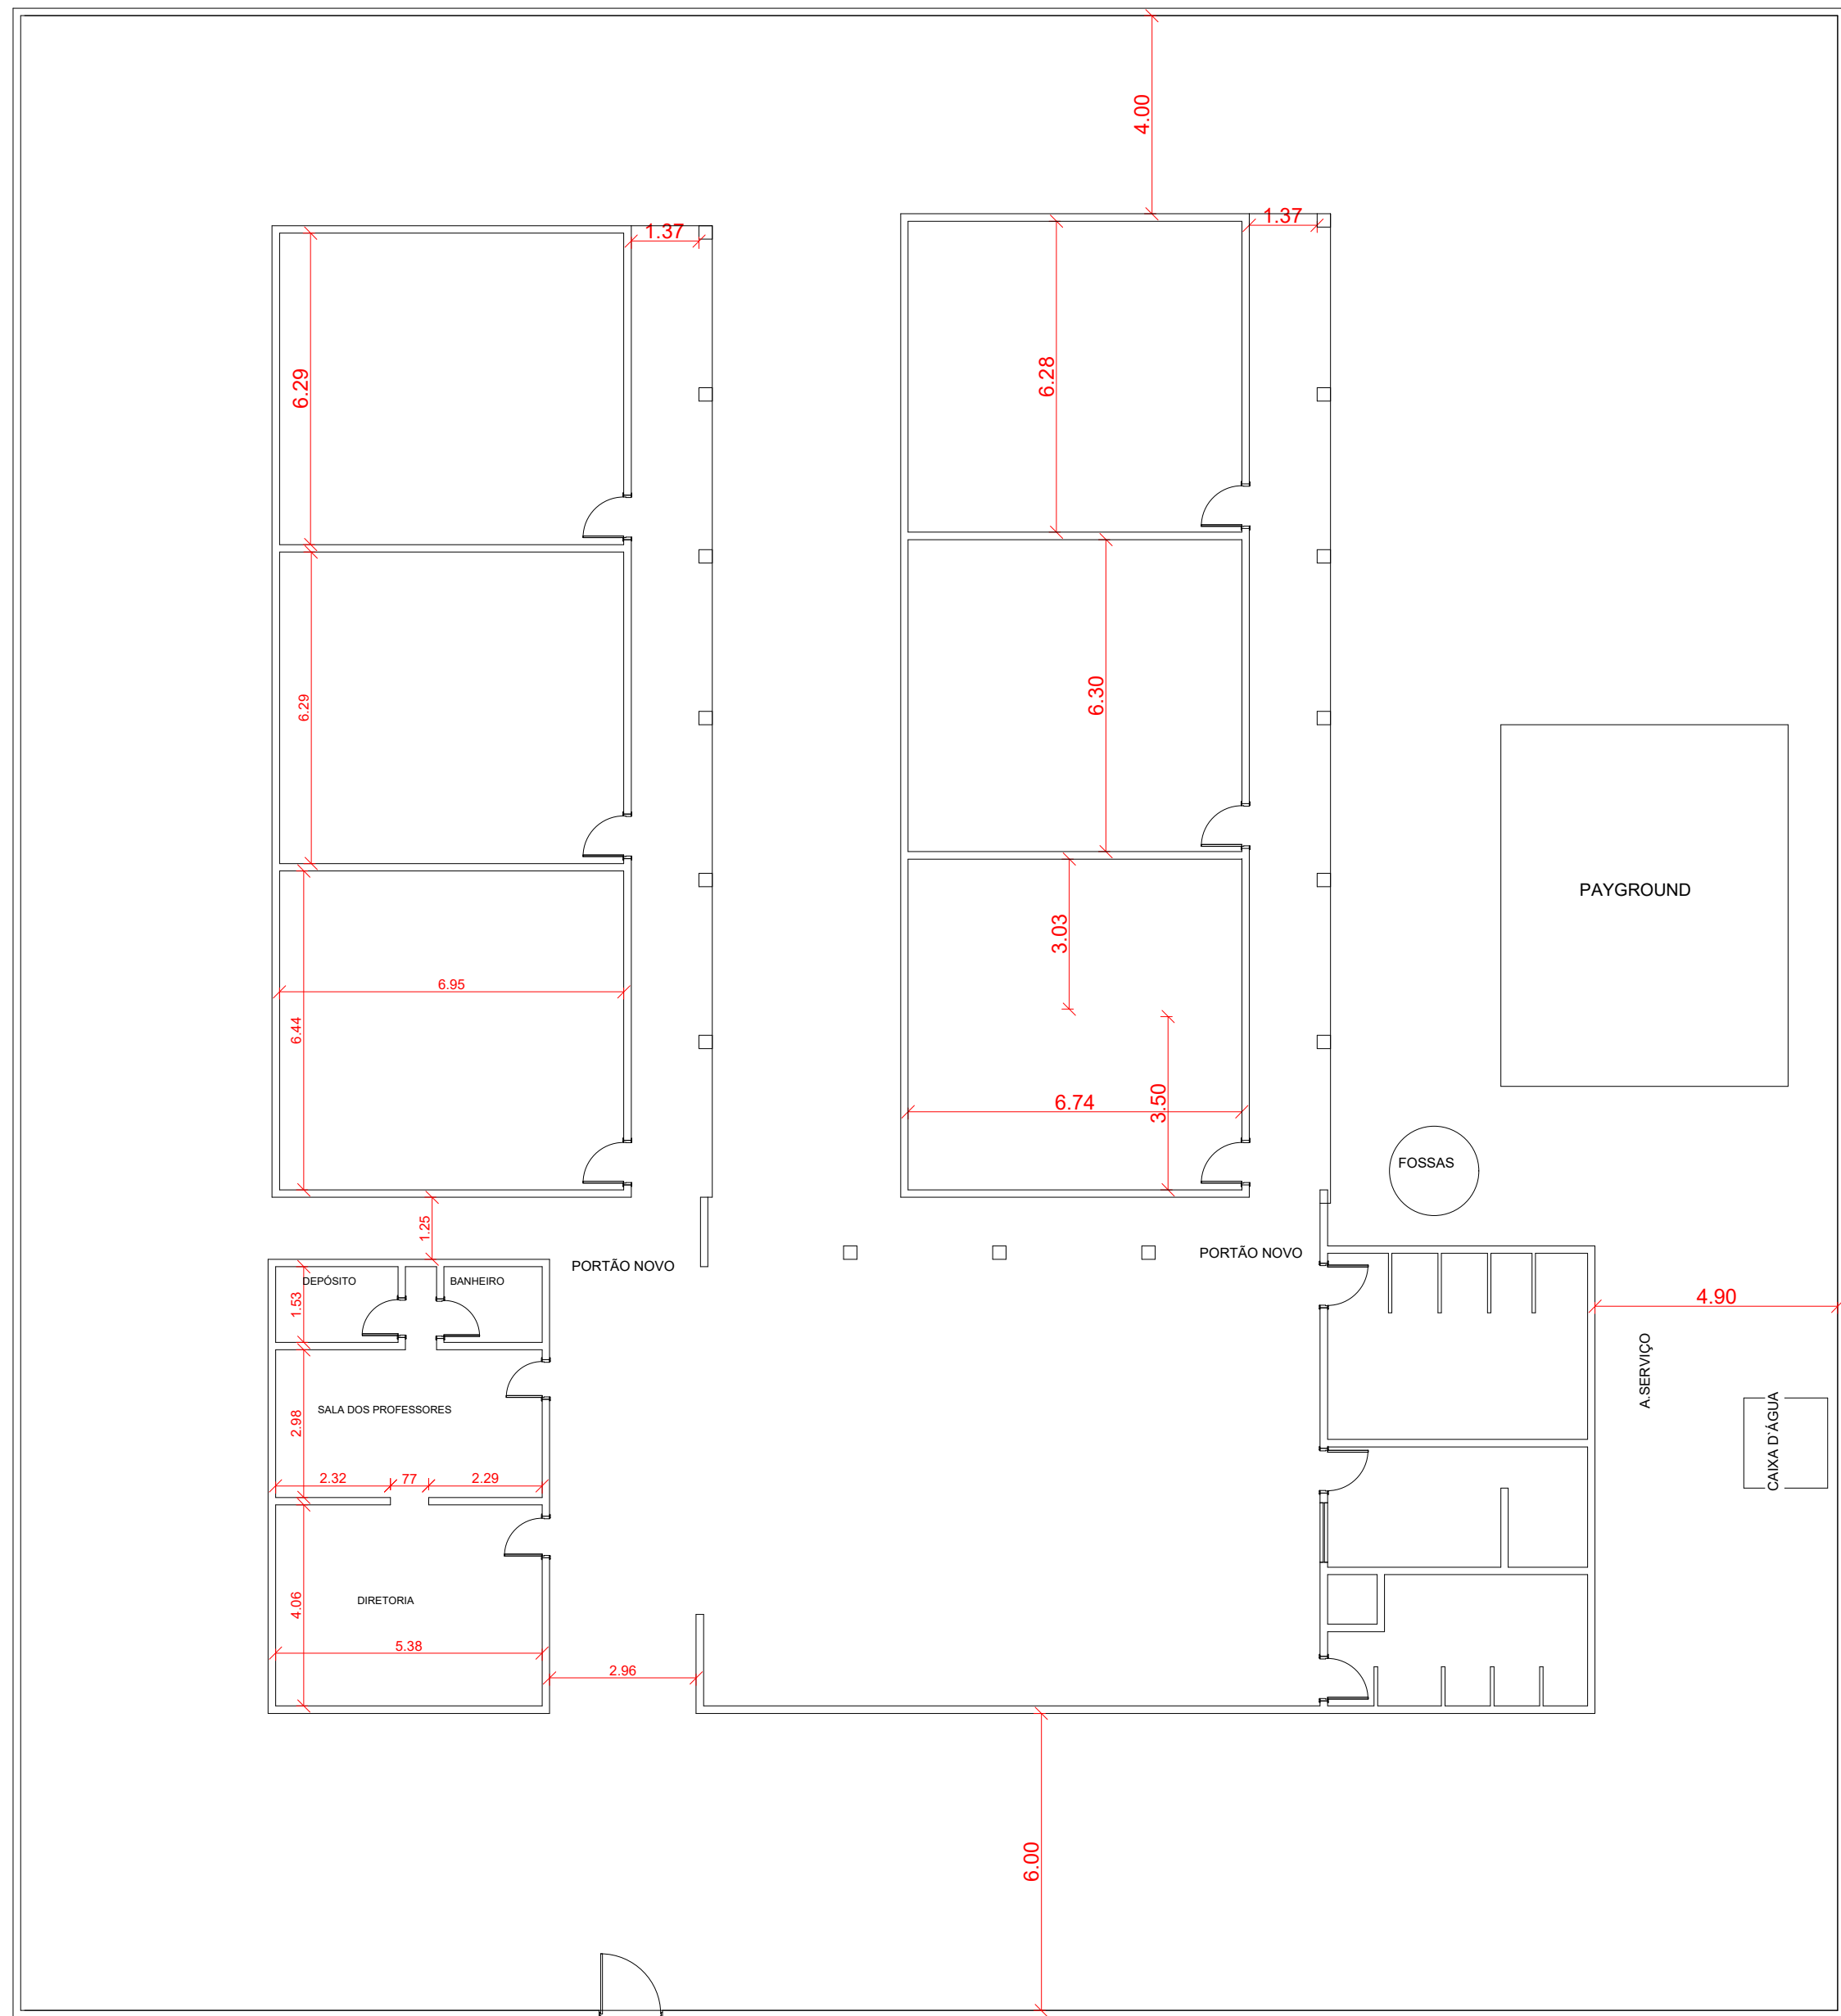 4.00
1.37
1.37
6.29
6.28
6.29
6.30
PAYGROUND
3.03
6.95
6.44
6.74
3.50
FOSSAS
1.25
PORTÃO NOVO
PORTÃO NOVO
DEPÓSITO
BANHEIRO
1.53
4.90
A.SERVIÇO
SALA DOS PROFESSORES
2.98
CAIXA D'ÁGUA
2.32
77
2.29
DIRETORIA
4.06
5.38
2.96
6.00